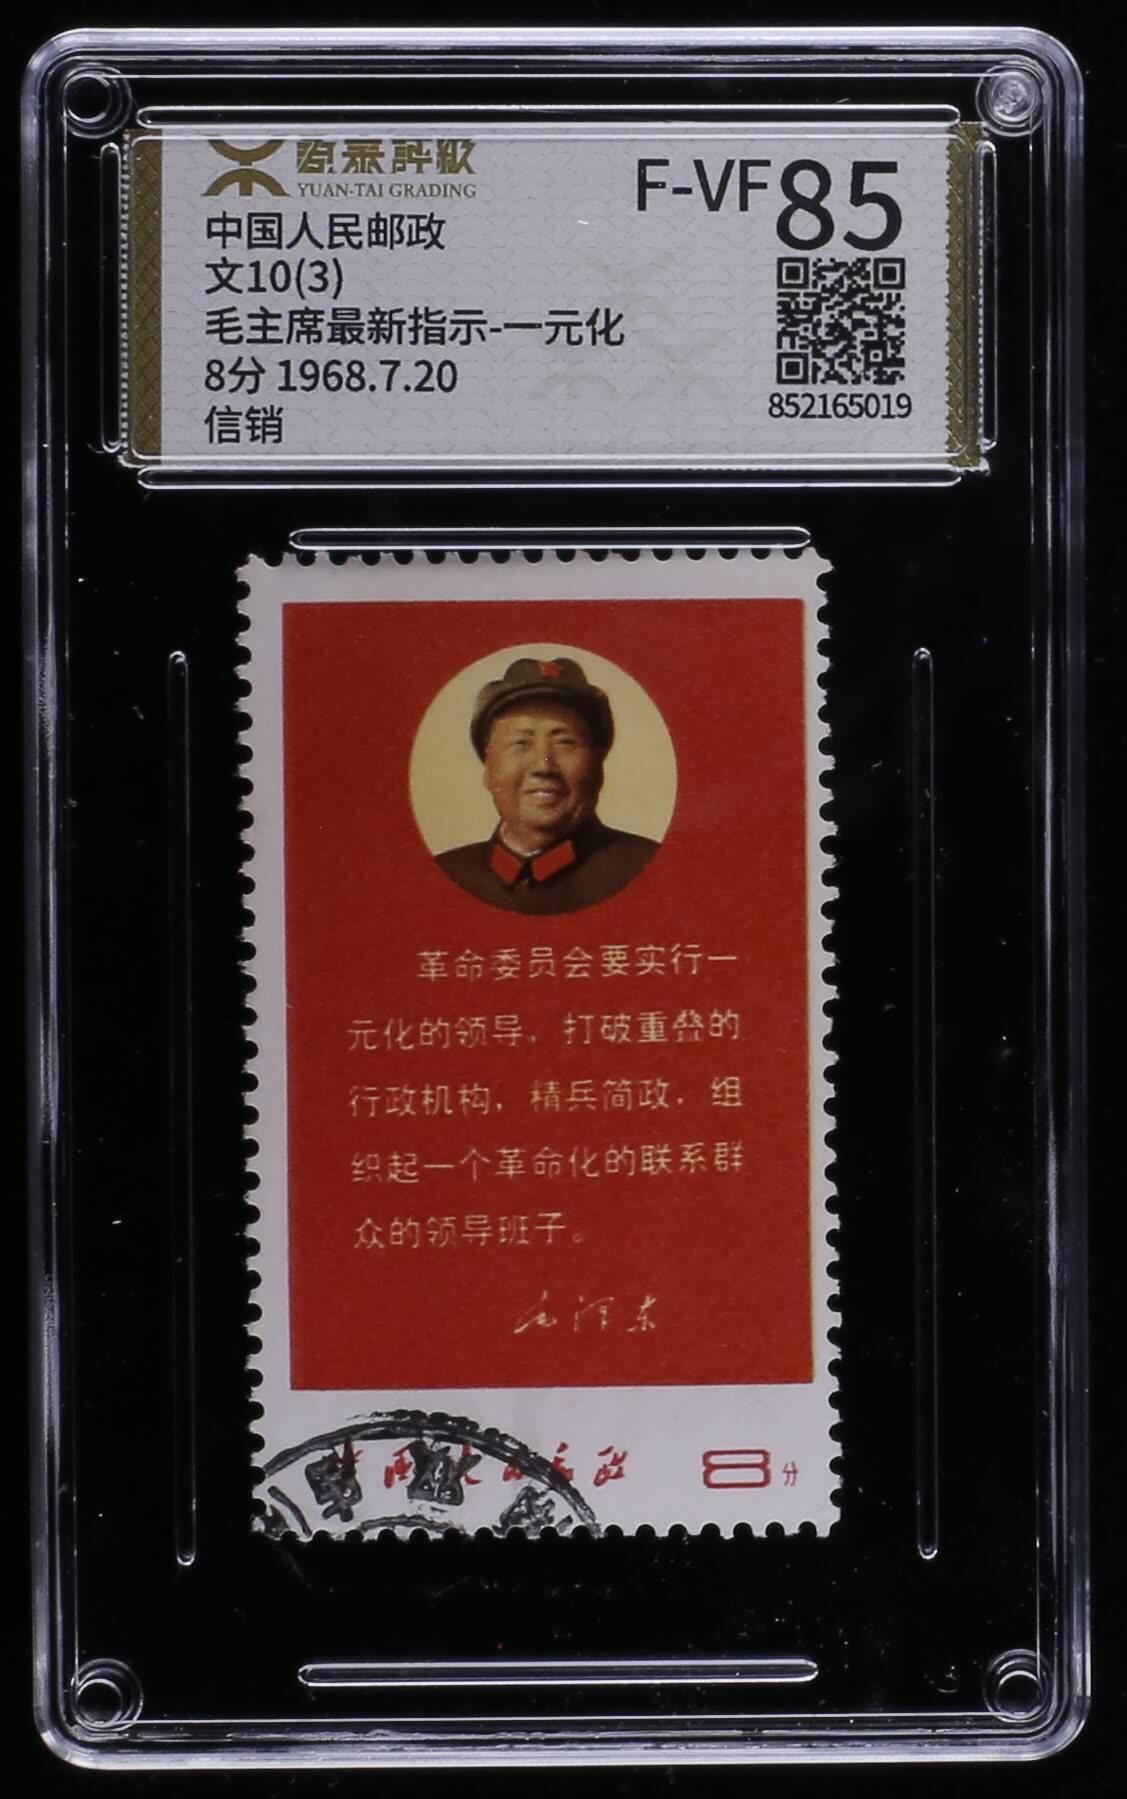 源泰評級
YUAN-TAI GRADING
F-VF 85
中国人民邮政
文10(3)
毛主席最新指示-一元化
8分 1968.7.20
信销
852165019
革命委员会要实行一
元化的领导，打破重叠的
行政机构，精兵简政，组
织起一个革命化的联系群
众的领导班子。
毛泽东
中国人民邮政 8分